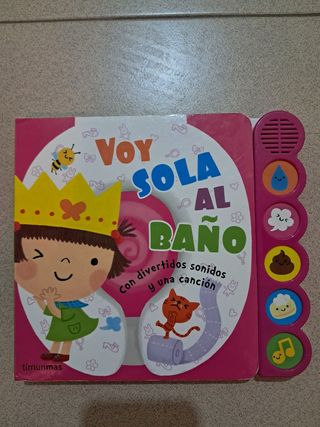 VOY
SOLA
AL
BAÑO
Con divertidos sonidos
y una canción
timunmas